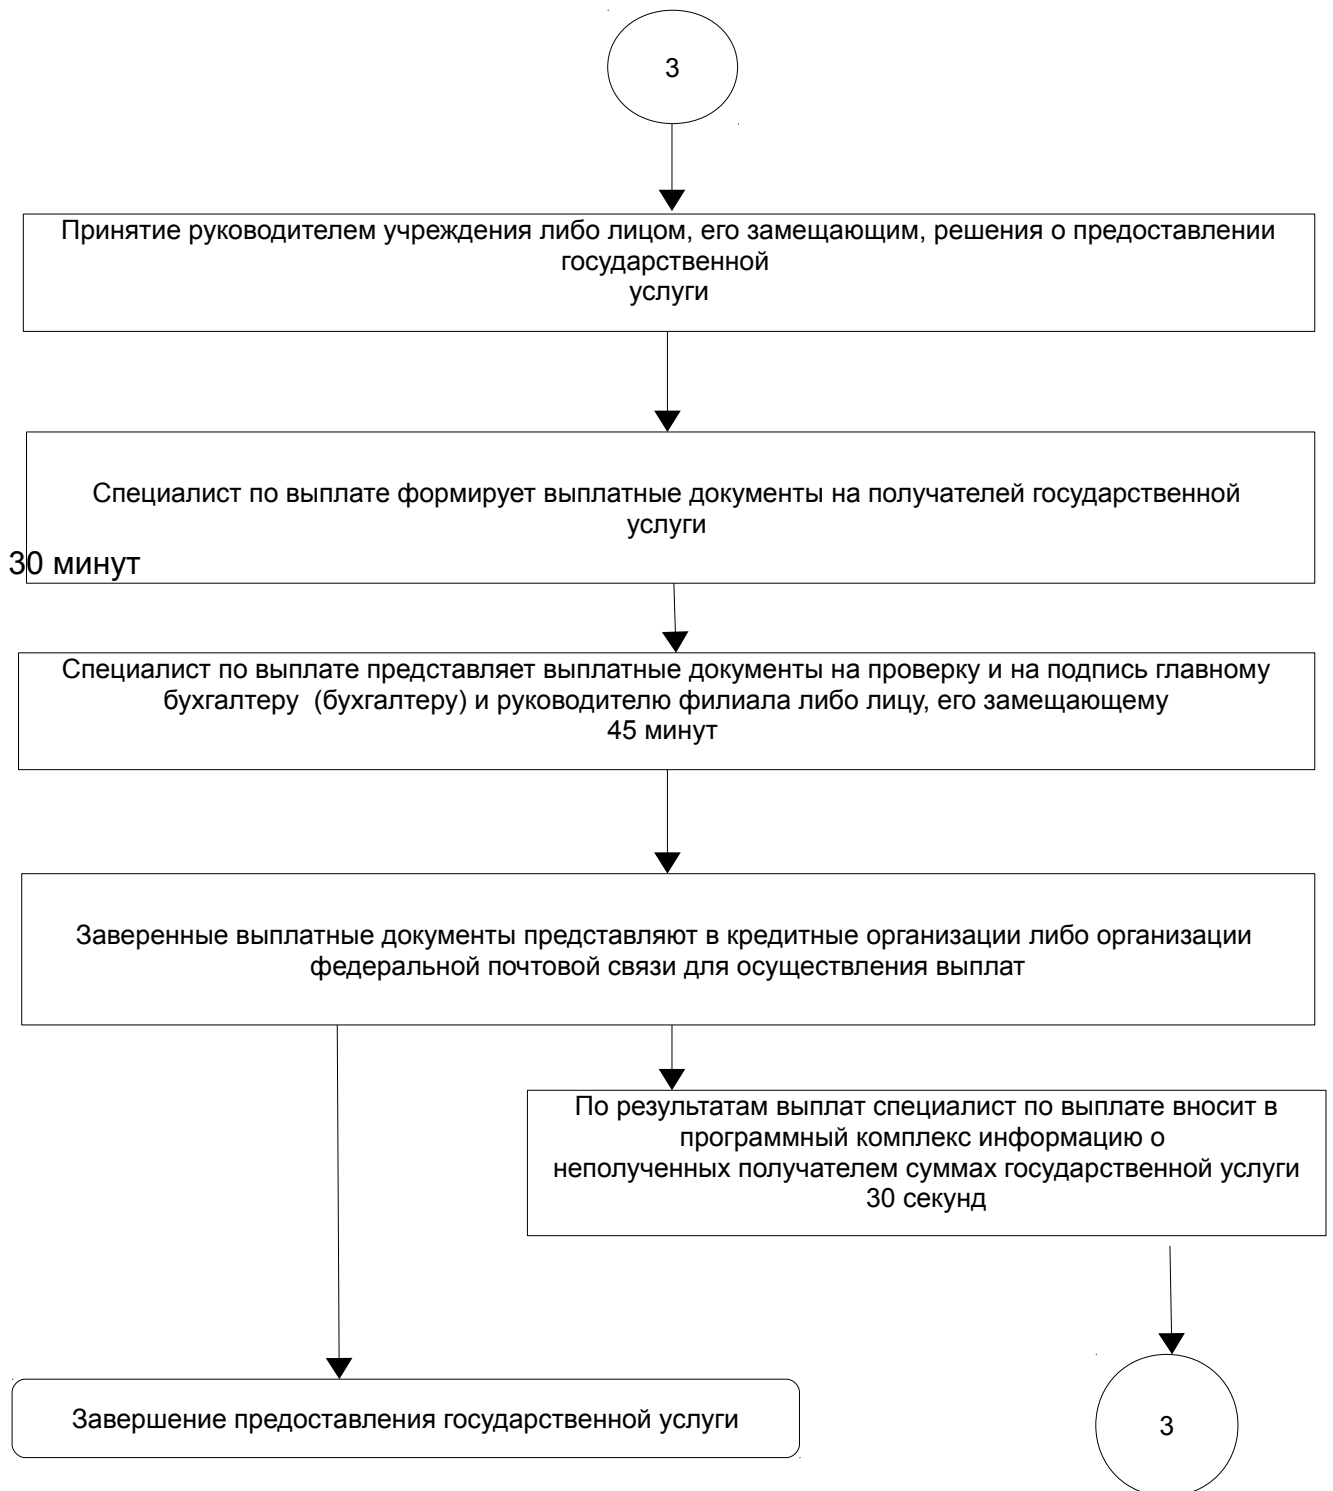 3
Принятие руководителем учреждения либо лицом, его замещающим, решения о предоставлении
государственной
услуги
Специалист по выплате формирует выплатные документы на получателей государственной
услуги
30 минут
Специалист по выплате представляет выплатные документы на проверку и на подпись главному
бухгалтеру  (бухгалтеру) и руководителю филиала либо лицу, его замещающему
45 минут
Заверенные выплатные документы представляют в кредитные организации либо организации
федеральной почтовой связи для осуществления выплат
По результатам выплат специалист по выплате вносит в
программный комплекс информацию о
неполученных получателем суммах государственной услуги
30 секунд
Завершение предоставления государственной услуги
3